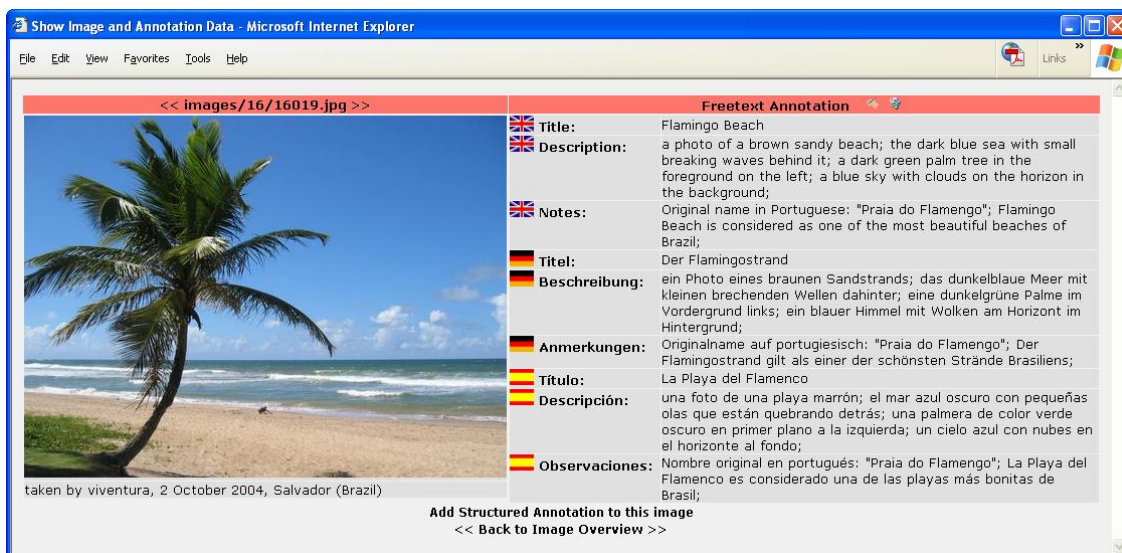 Show Image and Annotation Data - Microsoft Internet Explorer
File Edit View Favorites Tools Help
Links »
<< images/16/16019.jpg >>
Freetext Annotation
Title: Flamingo Beach
Description: a photo of a brown sandy beach; the dark blue sea with small
breaking waves behind it; a dark green palm tree in the
foreground on the left; a blue sky with clouds on the horizon in
the background;
Notes: Original name in Portuguese: "Praia do Flamengo"; Flamingo
Beach is considered as one of the most beautiful beaches of
Brazil;
Titel: Der Flamingostrand
Beschreibung: ein Photo eines braunen Sandstrands; das dunkelblaue Meer mit
kleinen brechenden Wellen dahinter; eine dunkelgrüne Palme im
Vordergrund links; ein blauer Himmel mit Wolken am Horizont im
Hintergrund;
Anmerkungen: Originalname auf portugiesisch: "Praia do Flamengo"; Der
Flamingostrand gilt als einer der schönsten Strände Brasiliens;
Título: La Playa del Flamenco
Descripción: una foto de una playa marrón; el mar azul oscuro con pequeñas
olas que están quebrando detrás; una palmera de color verde
oscuro en primer plano a la izquierda; un cielo azul con nubes en
el horizonte al fondo;
Observaciones: Nombre original en portugués: "Praia do Flamengo"; La Playa del
Flamenco es considerado una de las playas más bonitas de
Brasil;
taken by viventura, 2 October 2004, Salvador (Brazil)
Add Structured Annotation to this image
<< Back to Image Overview >>